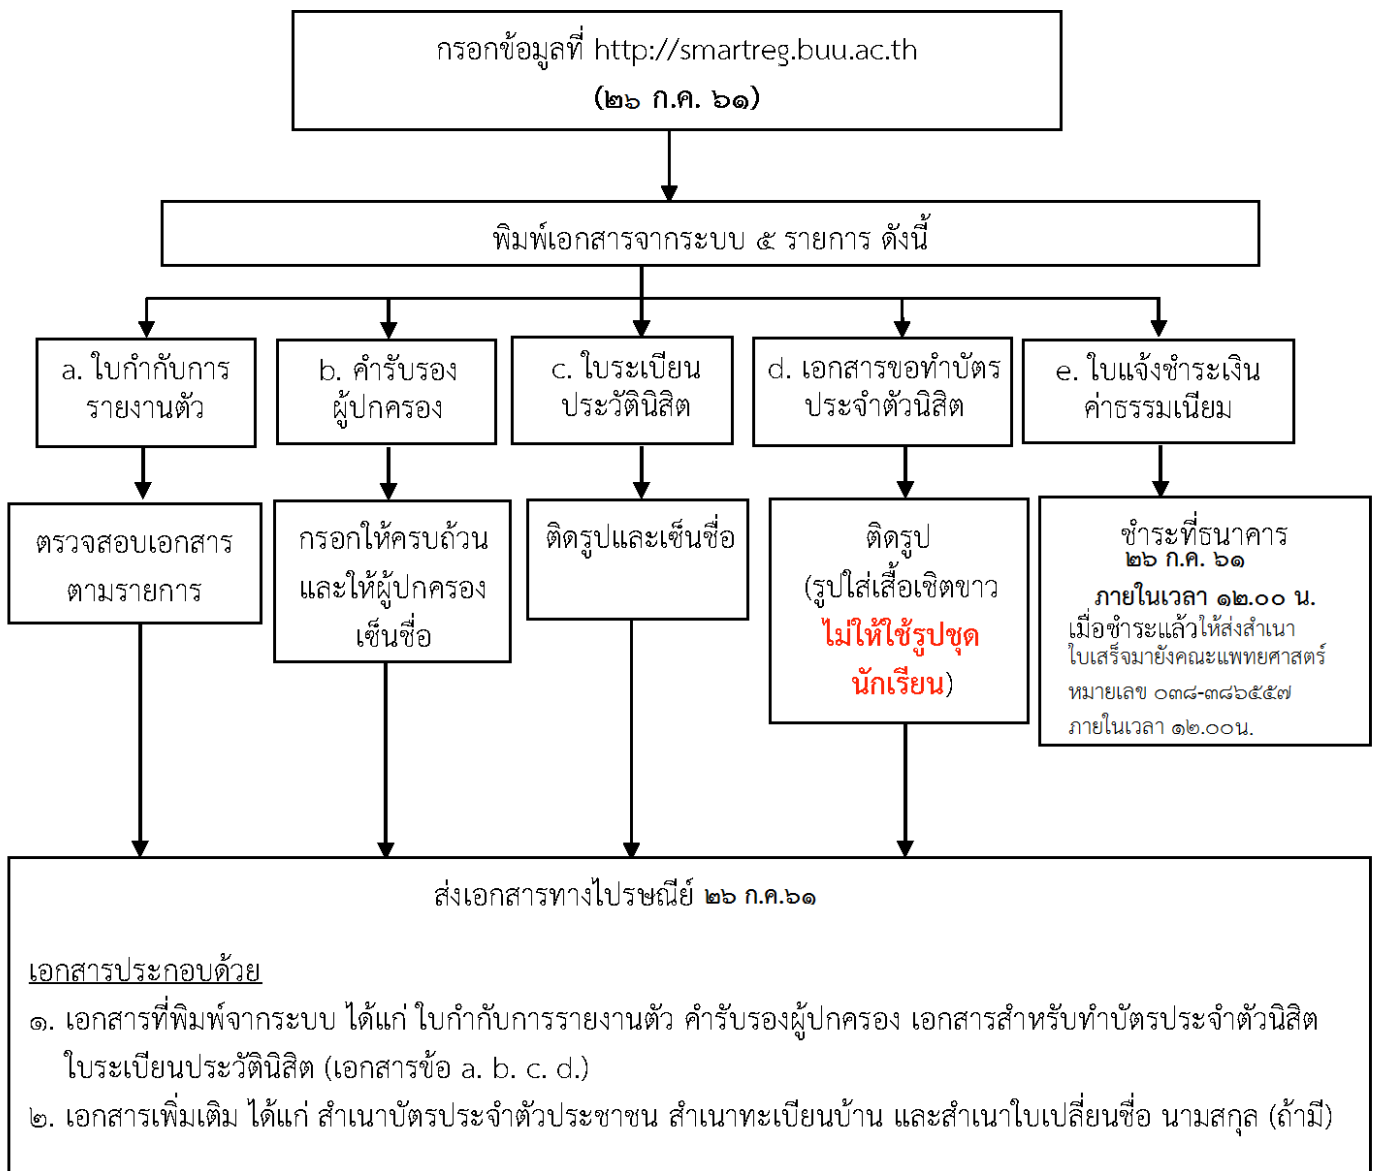 กรอกข้อมูลที่ http://smartreg.buu.ac.th
(๒๖ ก.ค. ๖๑)
พิมพ์เอกสารจากระบบ ๕ รายการ ดังนี้
a. ใบกำกับการ
รายงานตัว
b. คำรับรอง
ผู้ปกครอง
c. ใบระเบียน
ประวัตินิสิต
d. เอกสารขอทำบัตร
ประจำตัวนิสิต
e. ใบแจ้งชำระเงิน
ค่าธรรมเนียม
ตรวจสอบเอกสาร
ตามรายการ
กรอกให้ครบถ้วน
และให้ผู้ปกครอง
เซ็นชื่อ
ติดรูปและเซ็นชื่อ
ติดรูป
(รูปใส่เสื้อเชิตขาว
ไม่ให้ใช้รูปชุด
นักเรียน)
ชำระที่ธนาคาร
๒๖ ก.ค. ๖๑
ภายในเวลา ๑๒.๐๐ น.
เมื่อชำระแล้วให้ส่งสำเนา
ใบเสร็จมายังคณะแพทยศาสตร์
หมายเลข ๐๓๘-๓๘๖๕๕๗
ภายในเวลา ๑๒.๐๐น.
ส่งเอกสารทางไปรษณีย์ ๒๖ ก.ค.๖๑
เอกสารประกอบด้วย
๑. เอกสารที่พิมพ์จากระบบ ได้แก่ ใบกำกับการรายงานตัว คำรับรองผู้ปกครอง เอกสารสำหรับทำบัตรประจำตัวนิสิต
ใบระเบียนประวัตินิสิต (เอกสารข้อ a. b. c. d.)
๒. เอกสารเพิ่มเติม ได้แก่ สำเนาบัตรประจำตัวประชาชน สำเนาทะเบียนบ้าน และสำเนาใบเปลี่ยนชื่อ นามสกุล (ถ้ามี)